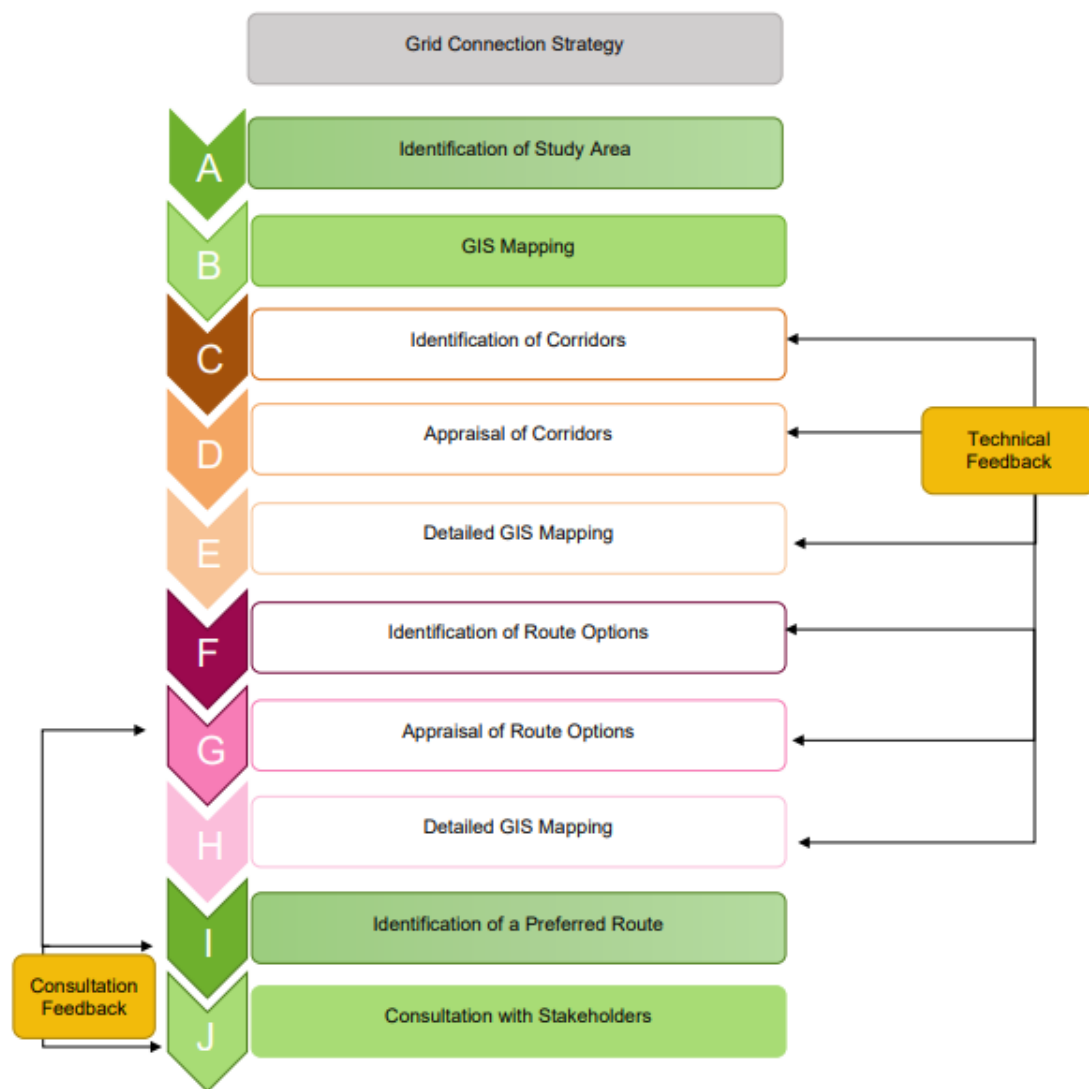 Grid Connection Strategy
A
Identification of Study Area
B
GIS Mapping
C
Identification of Corridors
D
Appraisal of Corridors
Technical
Feedback
E
Detailed GIS Mapping
F
Identification of Route Options
G
Appraisal of Route Options
H
Detailed GIS Mapping
I
Identification of a Preferred Route
Consultation
Feedback
J
Consultation with Stakeholders